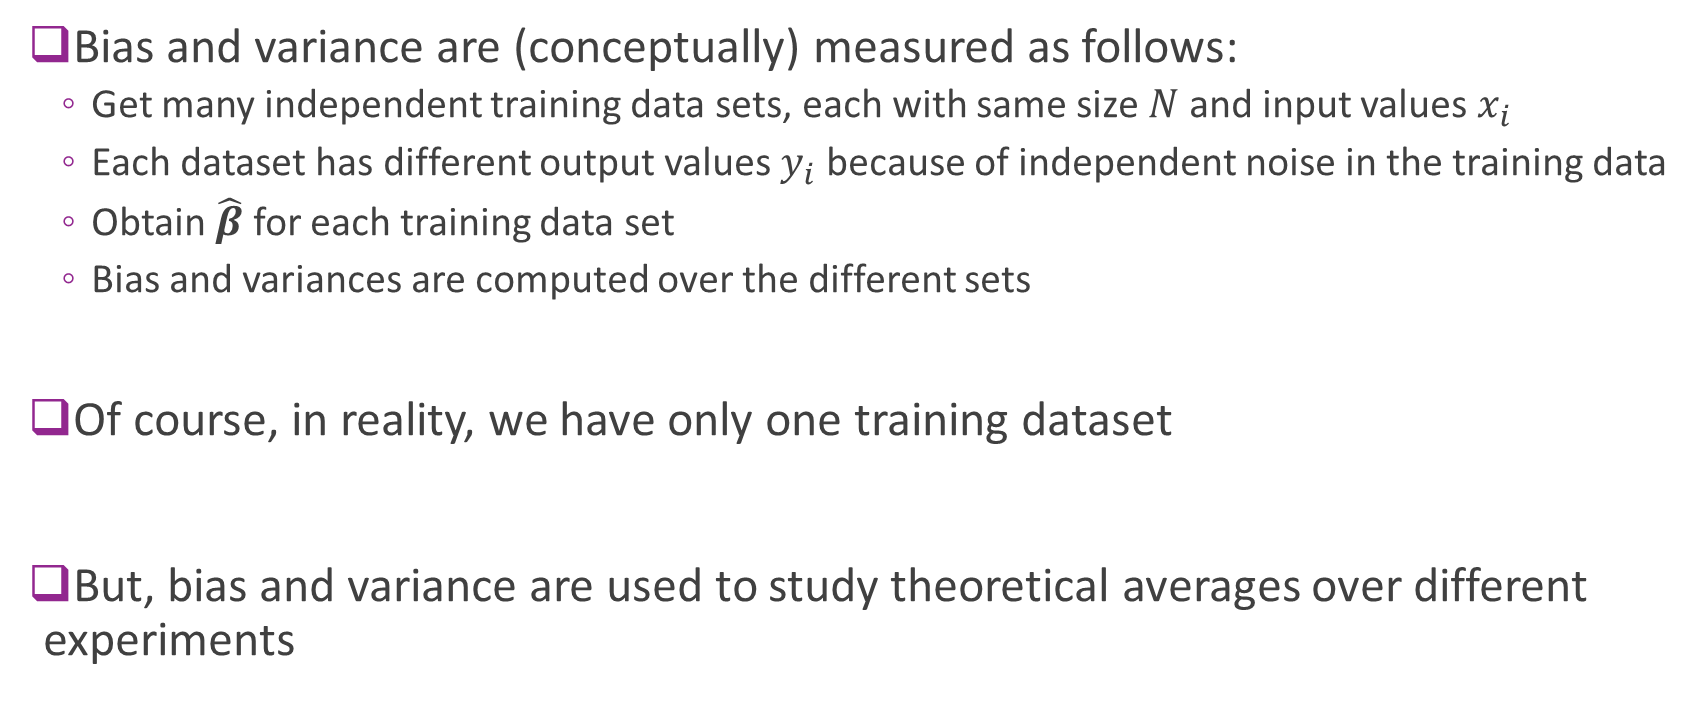 ❑Bias and variance are (conceptually) measured as follows:
◦ Get many independent training data sets, each with same size 𝑁 and input values 𝑥ᵢ
◦ Each dataset has different output values 𝑦ᵢ because of independent noise in the training data
◦ Obtain 𝜷̂ for each training data set
◦ Bias and variances are computed over the different sets
❑Of course, in reality, we have only one training dataset
❑But, bias and variance are used to study theoretical averages over different
experiments